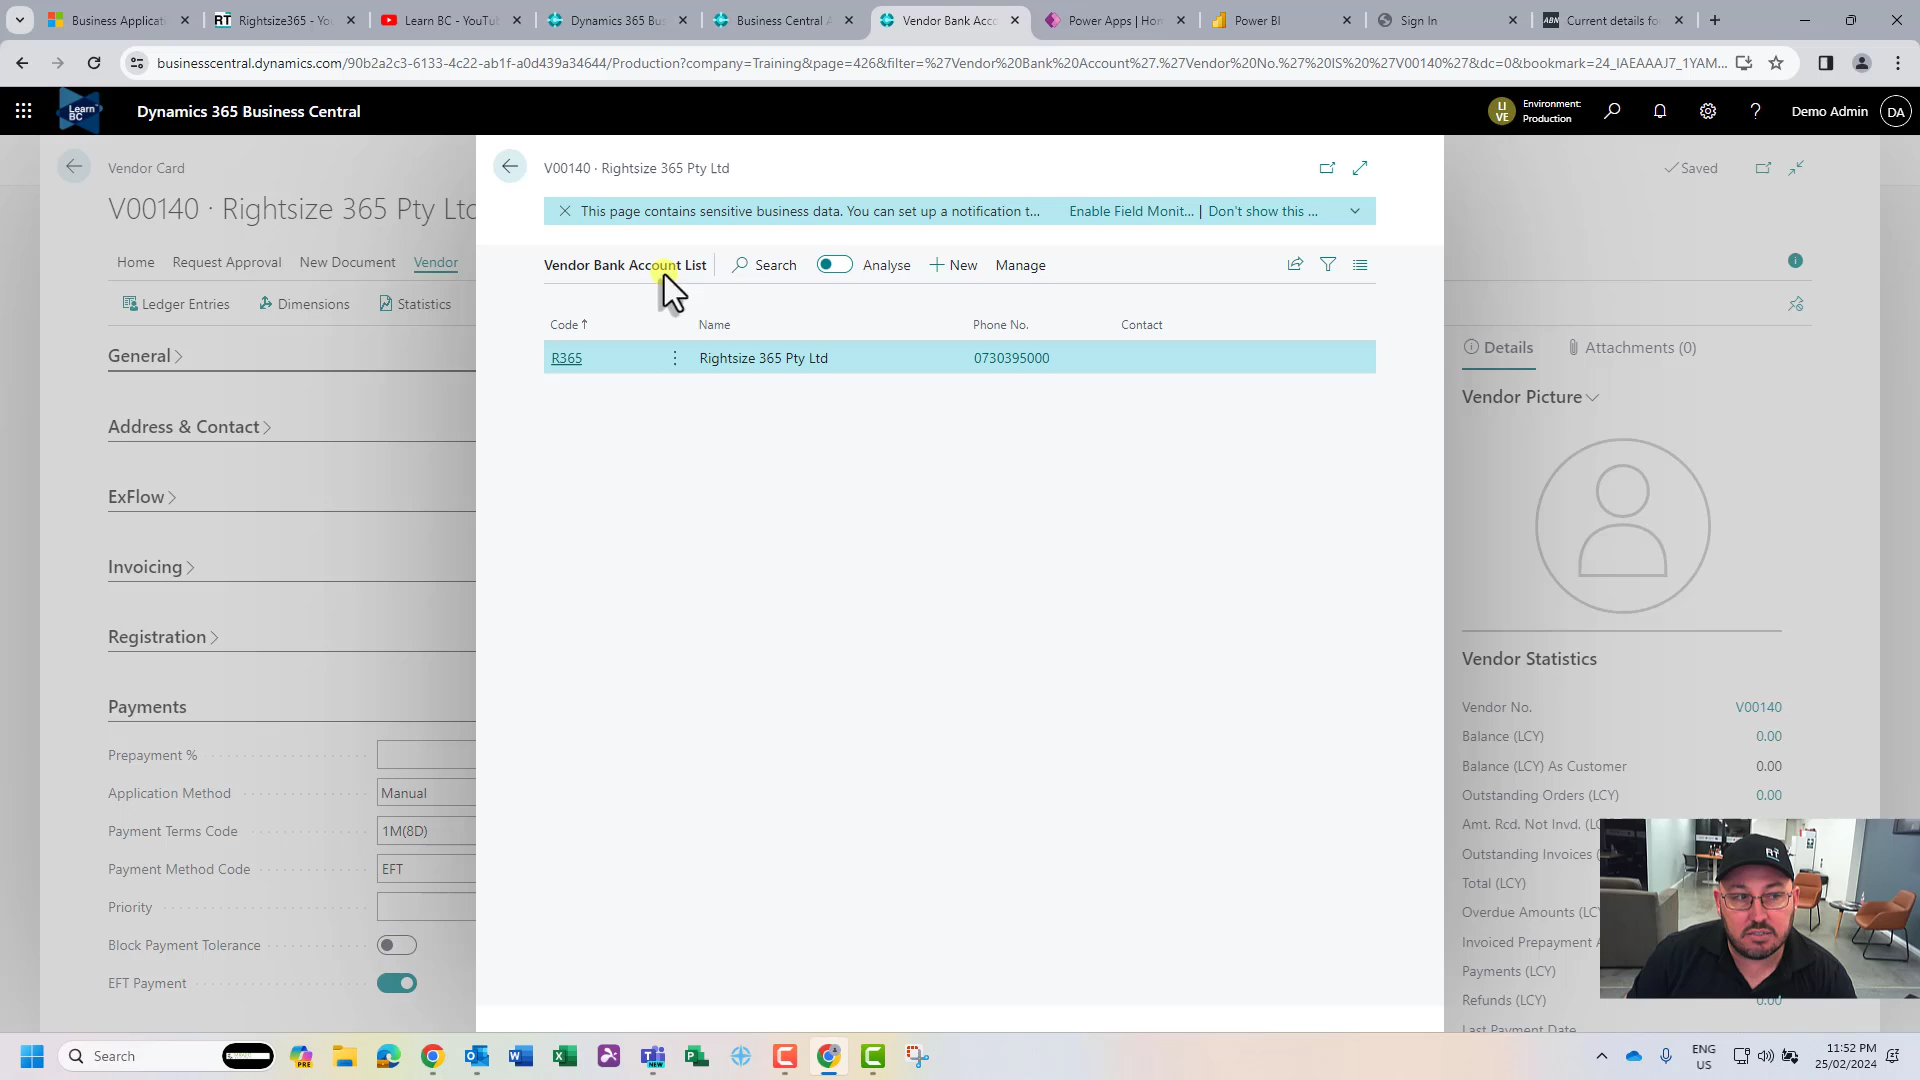 Business Applicat
Rightsize365 - You
Learn BC - YouTube
Dynamics 365 Bus
Business Central A
Vendor Bank Acco
Power Apps | Hom
Power BI
Sign In
ABN Current details fo
businesscentral.dynamics.com/90b2a2c3-6133-4c22-ab1f-a0d439a34644/Production?company=Training&page=426&filter=%27Vendor%20Bank%20Account%27.%27Vendor%20No.%27%20IS%20%27V00140%27&dc=0&bookmark=24_IAEAAAJ7_1YAM...
Learn BC
Dynamics 365 Business Central
LIVE
Environment:
Production
Demo Admin
DA
Vendor Card
V00140 · Rightsize 365 Pty Ltd
Home Request Approval New Document Vendor
Ledger Entries Dimensions Statistics
General
Address & Contact
ExFlow
Invoicing
Registration
Payments
Prepayment %
Application Method Manual
Payment Terms Code 1M(8D)
Payment Method Code EFT
Priority
Block Payment Tolerance
EFT Payment
V00140 · Rightsize 365 Pty Ltd
This page contains sensitive business data. You can set up a notification t... Enable Field Monit... | Don't show this ...
Vendor Bank Account List Search Analyse New Manage
Code Name Phone No. Contact
R365 Rightsize 365 Pty Ltd 0730395000
Saved
Details Attachments (0)
Vendor Picture
Vendor Statistics
Vendor No. V00140
Balance (LCY) 0.00
Balance (LCY) As Customer 0.00
Outstanding Orders (LCY) 0.00
Amt. Rcd. Not Invd. (LC
Outstanding Invoices (
Total (LCY)
Overdue Amounts (LC
Invoiced Prepayment A
Payments (LCY)
Refunds (LCY) 0.00
Last Payment Date
RT
Search
PRE
NEW
ENG
US
11:52 PM
25/02/2024